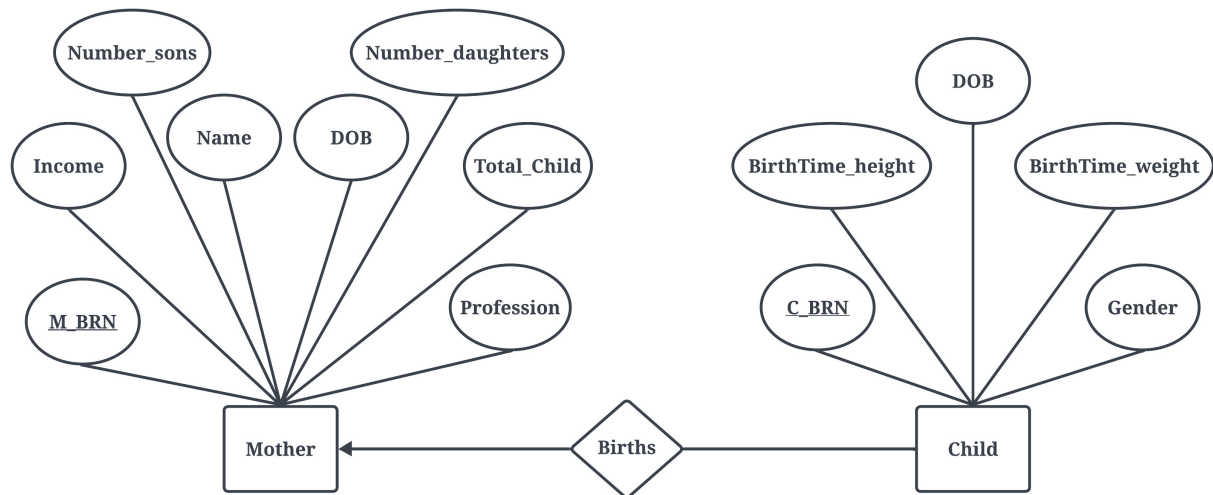 Number_sons
Number_daughters
DOB
Name
DOB
Income
Total_Child
BirthTime_height
BirthTime_weight
M_BRN
Profession
C_BRN
Gender
Mother
Births
Child